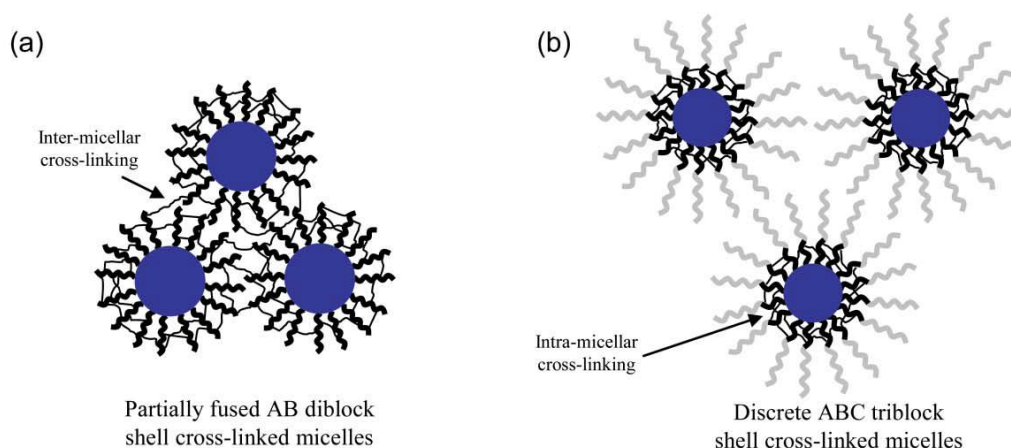 (a)
Inter-micellar
cross-linking
Partially fused AB diblock
shell cross-linked micelles
(b)
Intra-micellar
cross-linking
Discrete ABC triblock
shell cross-linked micelles